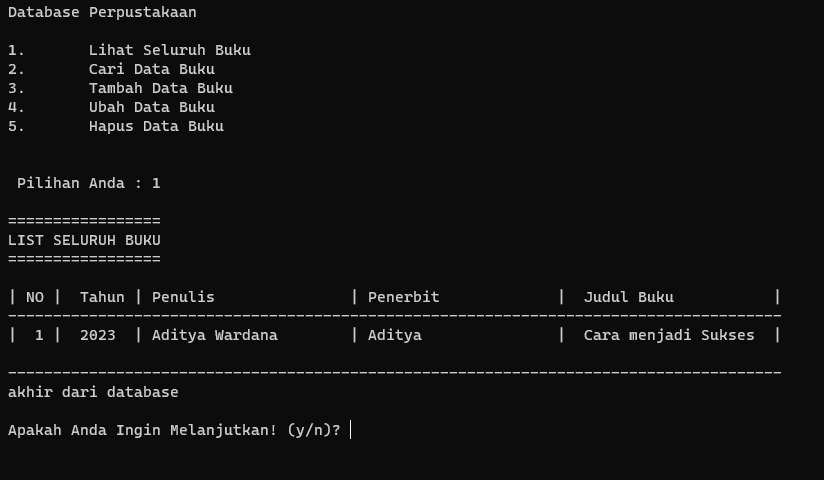 Database Perpustakaan
1.       Lihat Seluruh Buku
2.       Cari Data Buku
3.       Tambah Data Buku
4.       Ubah Data Buku
5.       Hapus Data Buku
Pilihan Anda : 1
=================
LIST SELURUH BUKU
=================
| NO |  Tahun | Penulis               | Penerbit             |  Judul Buku           |
--------------------------------------------------------------------------------------
|  1 |  2023  | Aditya Wardana        | Aditya               |  Cara menjadi Sukses  |
--------------------------------------------------------------------------------------
akhir dari database
Apakah Anda Ingin Melanjutkan! (y/n)?